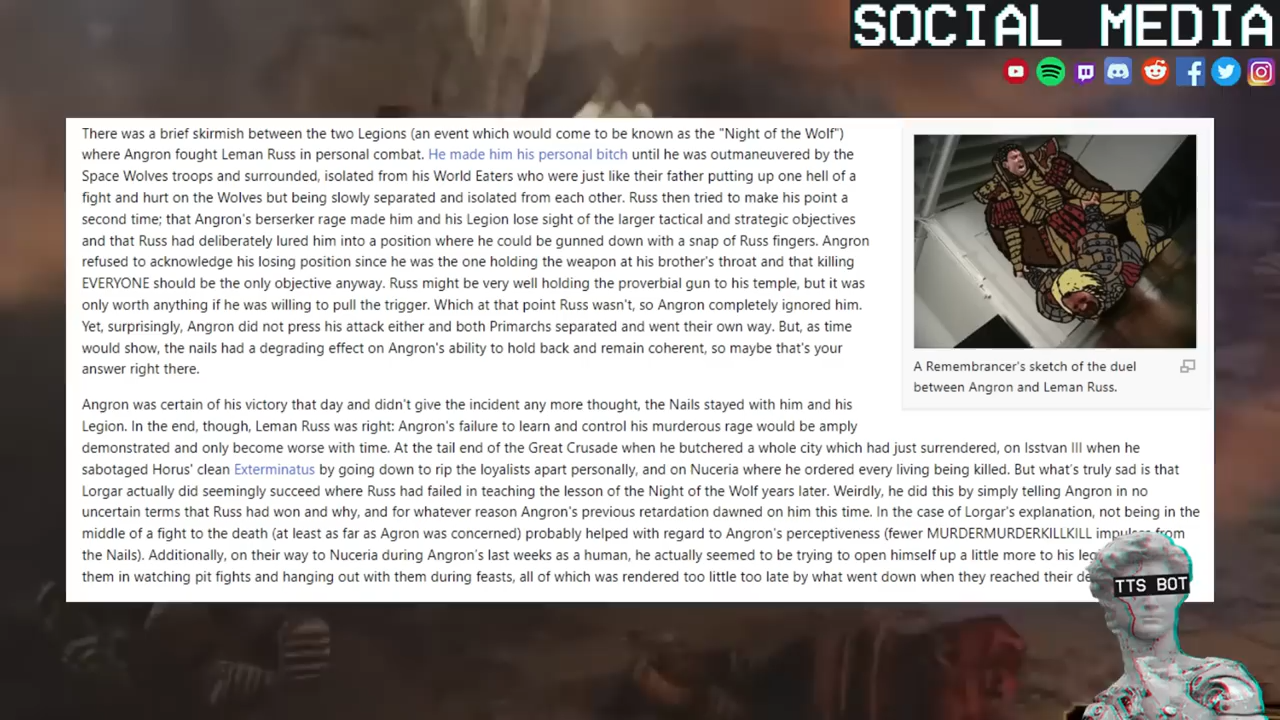 SOCIAL MEDIA
There was a brief skirmish between the two Legions (an event which would come to be known as the "Night of the Wolf")
where Angron fought Leman Russ in personal combat. He made him his personal bitch until he was outmaneuvered by the
Space Wolves troops and surrounded, isolated from his World Eaters who were just like their father putting up one hell of a
fight and hurt on the Wolves but being slowly separated and isolated from each other. Russ then tried to make his point a
second time; that Angron's berserker rage made him and his Legion lose sight of the larger tactical and strategic objectives
and that Russ had deliberately lured him into a position where he could be gunned down with a snap of Russ fingers. Angron
refused to acknowledge his losing position since he was the one holding the weapon at his brother's throat and that killing
EVERYONE should be the only objective anyway. Russ might be very well holding the proverbial gun to his temple, but it was
only worth anything if he was willing to pull the trigger. Which at that point Russ wasn't, so Angron completely ignored him.
Yet, surprisingly, Angron did not press his attack either and both Primarchs separated and went their own way. But, as time
would show, the nails had a degrading effect on Angron's ability to hold back and remain coherent, so maybe that's your
answer right there.
A Remembrancer's sketch of the duel
between Angron and Leman Russ.
Angron was certain of his victory that day and didn't give the incident any more thought, the Nails stayed with him and his
Legion. In the end, though, Leman Russ was right: Angron's failure to learn and control his murderous rage would be amply
demonstrated and only become worse with time. At the tail end of the Great Crusade when he butchered a whole city which had just surrendered, on Isstvan III when he
sabotaged Horus' clean Exterminatus by going down to rip the loyalists apart personally, and on Nuceria where he ordered every living being killed. But what's truly sad is that
Lorgar actually did seemingly succeed where Russ had failed in teaching the lesson of the Night of the Wolf years later. Weirdly, he did this by simply telling Angron in no
uncertain terms that Russ had won and why, and for whatever reason Angron's previous retardation dawned on him this time. In the case of Lorgar's explanation, not being in the
middle of a fight to the death (at least as far as Agron was concerned) probably helped with regard to Angron's perceptiveness (fewer MURDERMURDERKILLKILL impulses from
the Nails). Additionally, on their way to Nuceria during Angron's last weeks as a human, he actually seemed to be trying to open himself up a little more to his
them in watching pit fights and hanging out with them during feasts, all of which was rendered too little too late by what went down when they reached their
TTS BOT